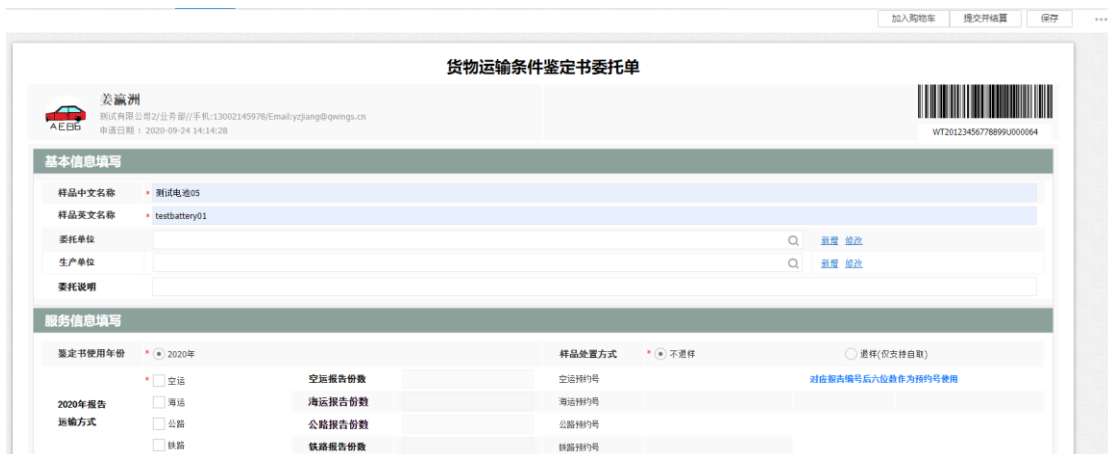 加入购物车 提交并结算 保存
货物运输条件鉴定书委托单
姜瀛洲
测试有限公司2/业务部//手机:13002145978/Email:yzjiang@qwings.cn
AEBb 申请日期 : 2020-09-24 14:14:28
WT20123456778899U000064
基本信息填写
样品中文名称 * 测试电池05
样品英文名称 * testbattery01
委托单位 新增 修改
生产单位 新增 修改
委托说明
服务信息填写
鉴定书使用年份 * 2020年 样品处置方式 * 不退样 退样(仅支持自取)
* 空运 空运报告份数 空运预约号 对应报告编号后六位数作为预约号使用
2020年报告 海运 海运报告份数 海运预约号
运输方式 公路 公路报告份数 公路预约号
铁路 铁路报告份数 铁路预约号